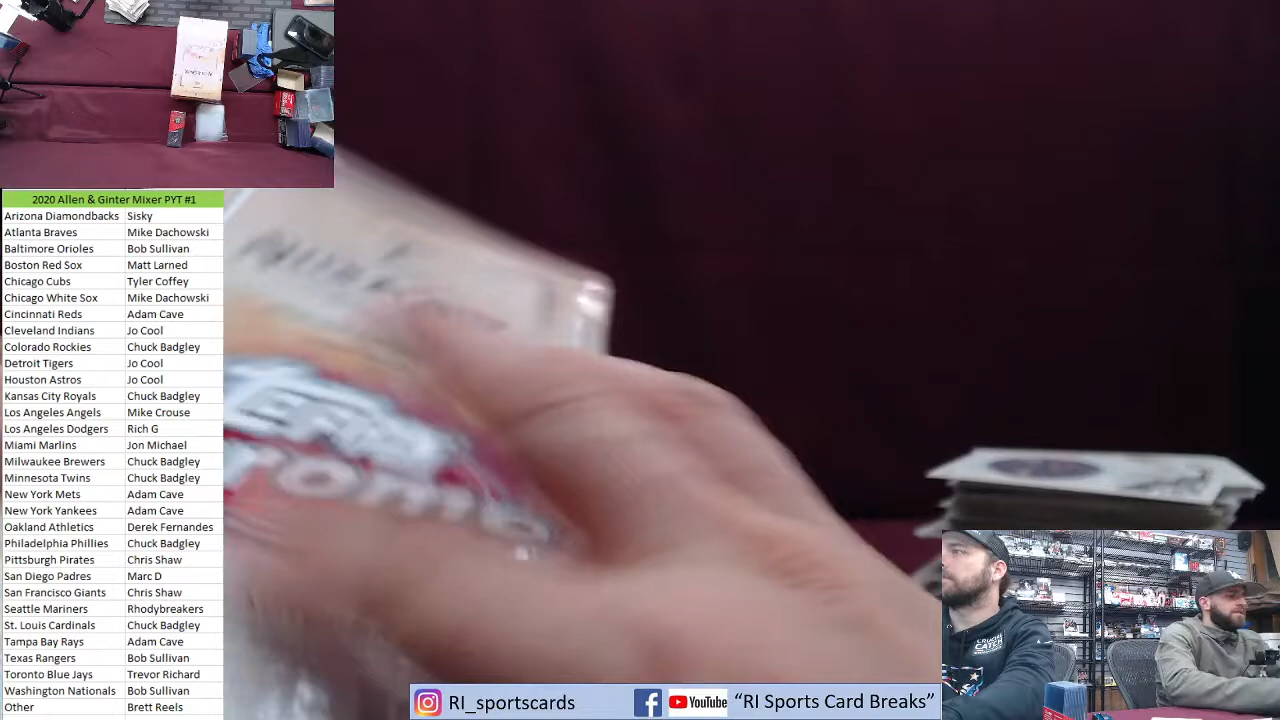 2020 Allen & Ginter Mixer PYT #1
Arizona Diamondbacks Sisky
Atlanta Braves Mike Dachowski
Baltimore Orioles Bob Sullivan
Boston Red Sox Matt Larned
Chicago Cubs Tyler Coffey
Chicago White Sox Mike Dachowski
Cincinnati Reds Adam Cave
Cleveland Indians Jo Cool
Colorado Rockies Chuck Badgley
Detroit Tigers Jo Cool
Houston Astros Jo Cool
Kansas City Royals Chuck Badgley
Los Angeles Angels Mike Crouse
Los Angeles Dodgers Rich G
Miami Marlins Jon Michael
Milwaukee Brewers Chuck Badgley
Minnesota Twins Chuck Badgley
New York Mets Adam Cave
New York Yankees Adam Cave
Oakland Athletics Derek Fernandes
Philadelphia Phillies Chuck Badgley
Pittsburgh Pirates Chris Shaw
San Diego Padres Marc D
San Francisco Giants Chris Shaw
Seattle Mariners Rhodybreakers
St. Louis Cardinals Chuck Badgley
Tampa Bay Rays Adam Cave
Texas Rangers Bob Sullivan
Toronto Blue Jays Trevor Richard
Washington Nationals Bob Sullivan
Other Brett Reels
CRUCIAL
CATCH
RI_sportscards
YouTube
"RI Sports Card Breaks"